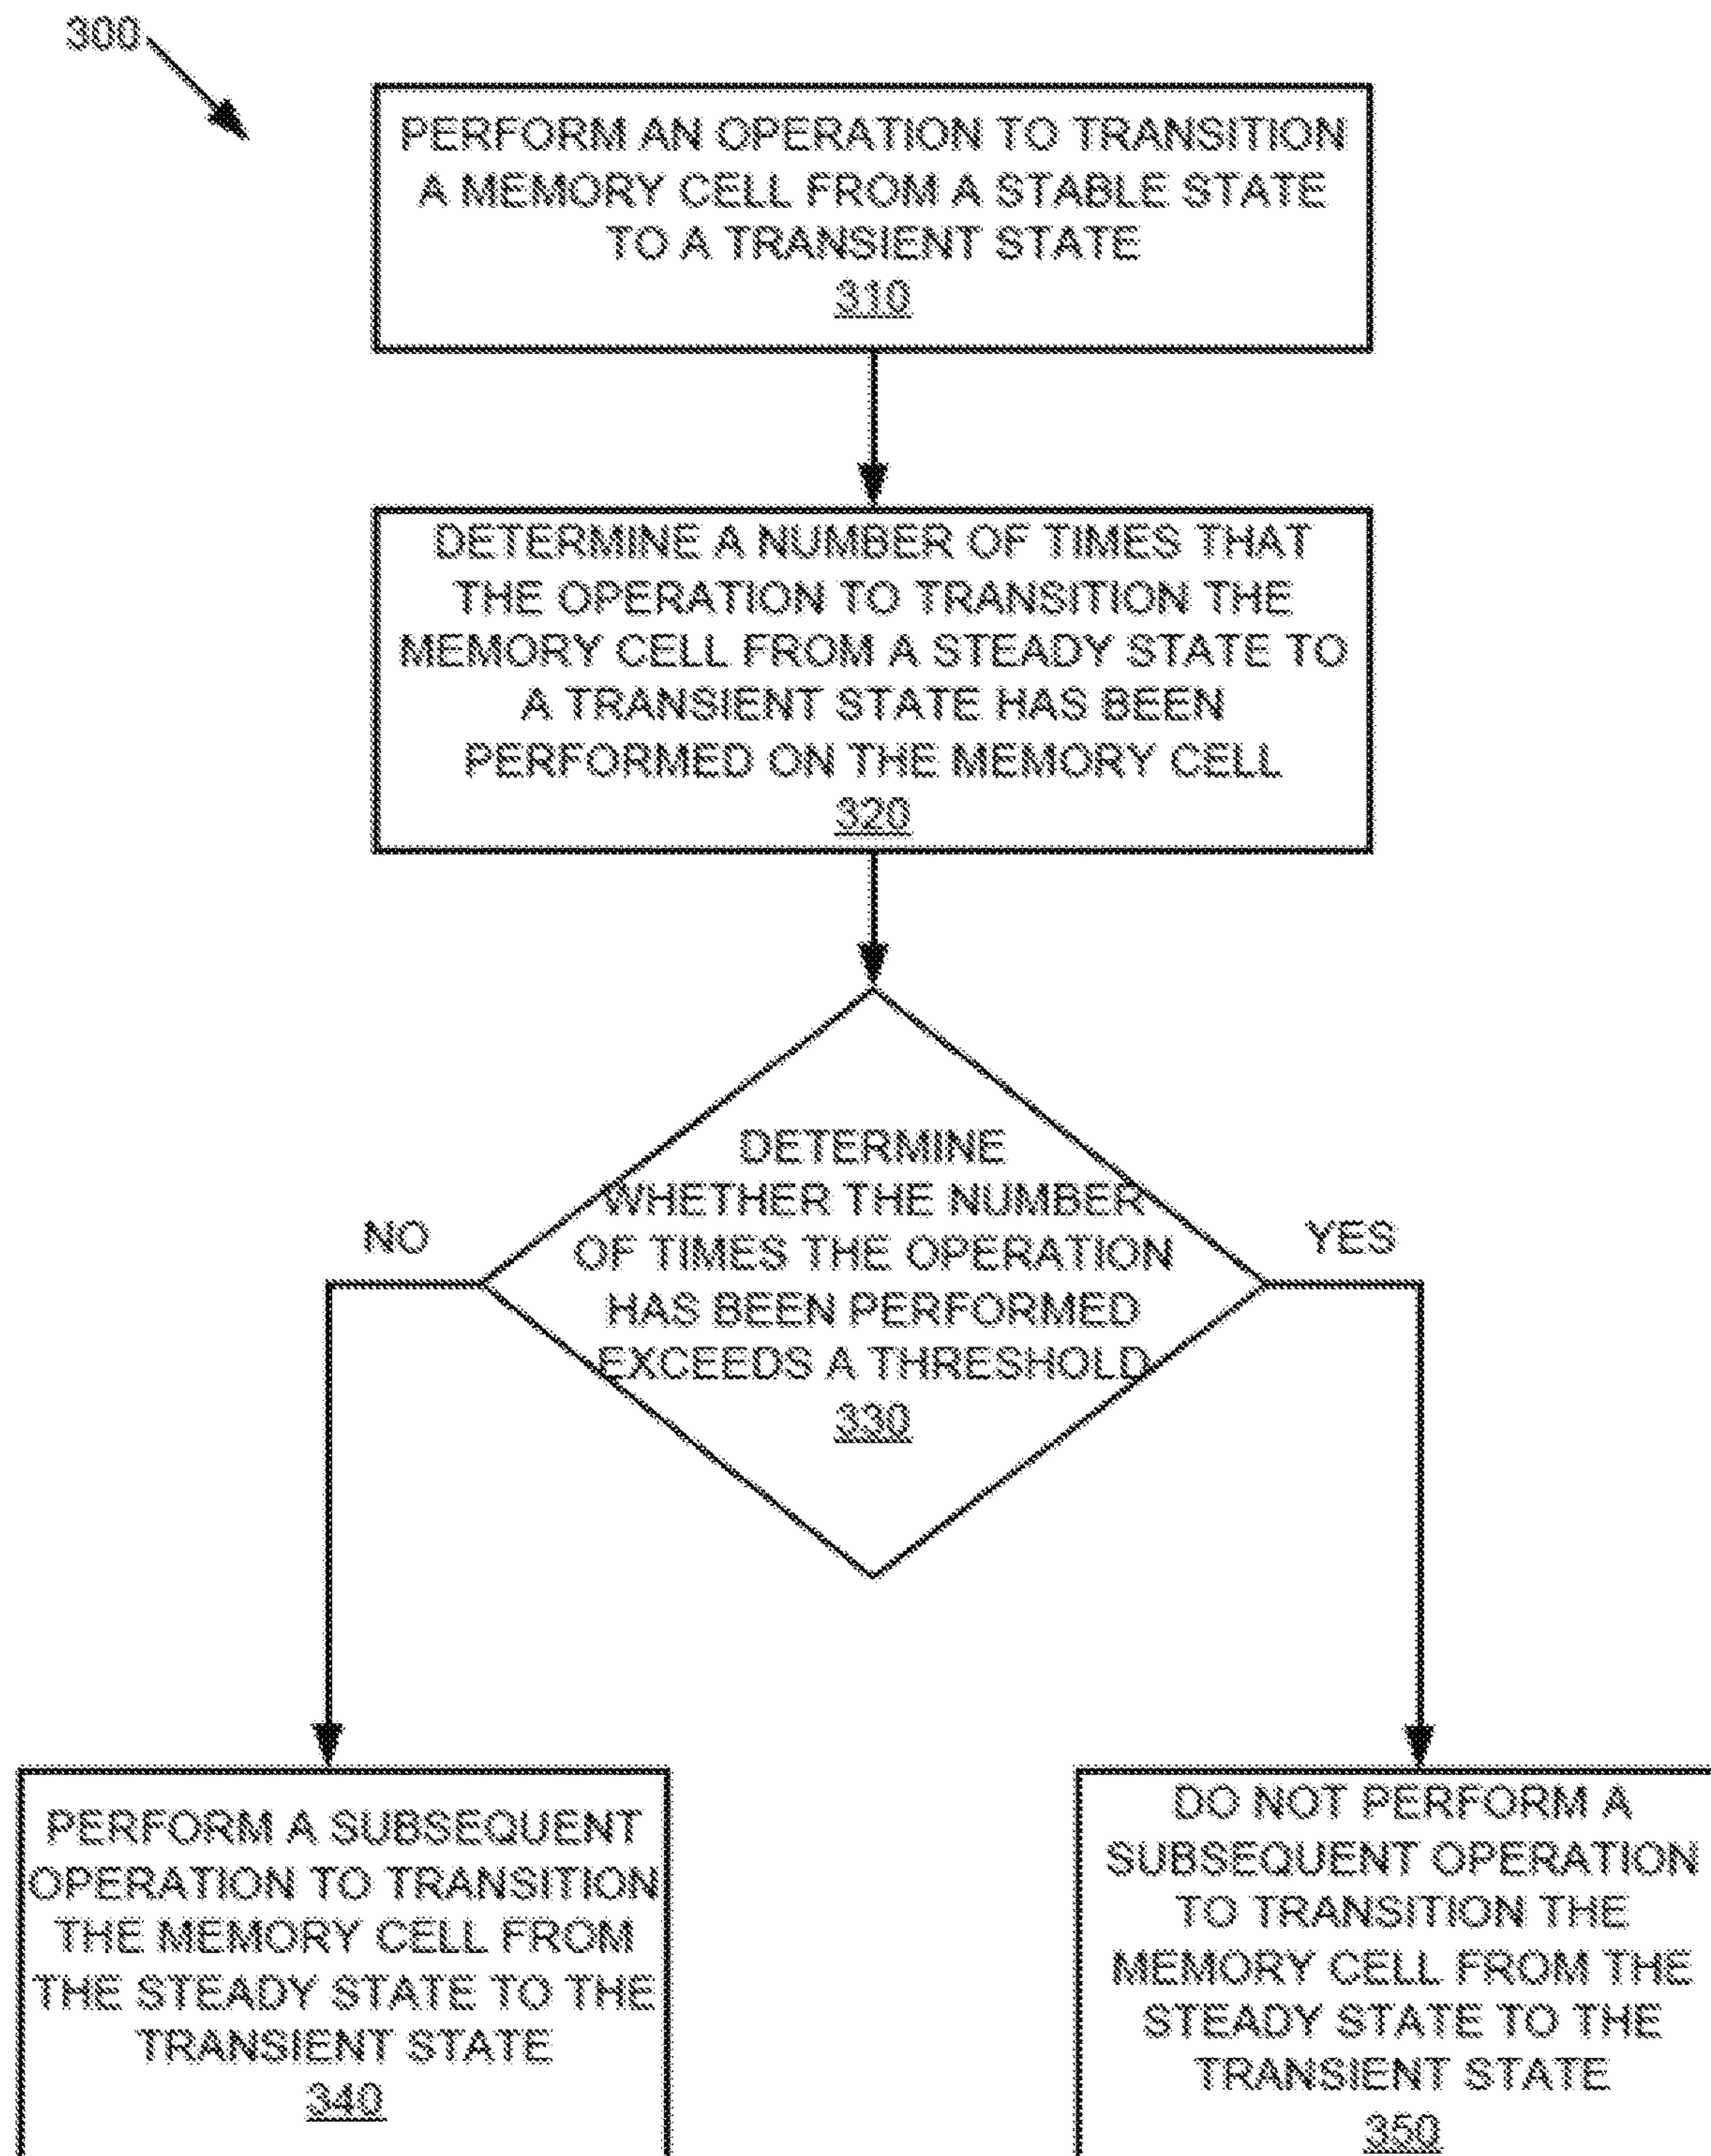 300
PERFORM AN OPERATION TO TRANSITION
A MEMORY CELL FROM A STABLE STATE
TO A TRANSIENT STATE
310
DETERMINE A NUMBER OF TIMES THAT
THE OPERATION TO TRANSITION THE
MEMORY CELL FROM A STEADY STATE TO
A TRANSIENT STATE HAS BEEN
PERFORMED ON THE MEMORY CELL
320
DETERMINE
WHETHER THE NUMBER
OF TIMES THE OPERATION
HAS BEEN PERFORMED
EXCEEDS A THRESHOLD
330
NO
YES
PERFORM A SUBSEQUENT
OPERATION TO TRANSITION
THE MEMORY CELL FROM
THE STEADY STATE TO THE
TRANSIENT STATE
340
DO NOT PERFORM A
SUBSEQUENT OPERATION
TO TRANSITION THE
MEMORY CELL FROM THE
STEADY STATE TO THE
TRANSIENT STATE
350